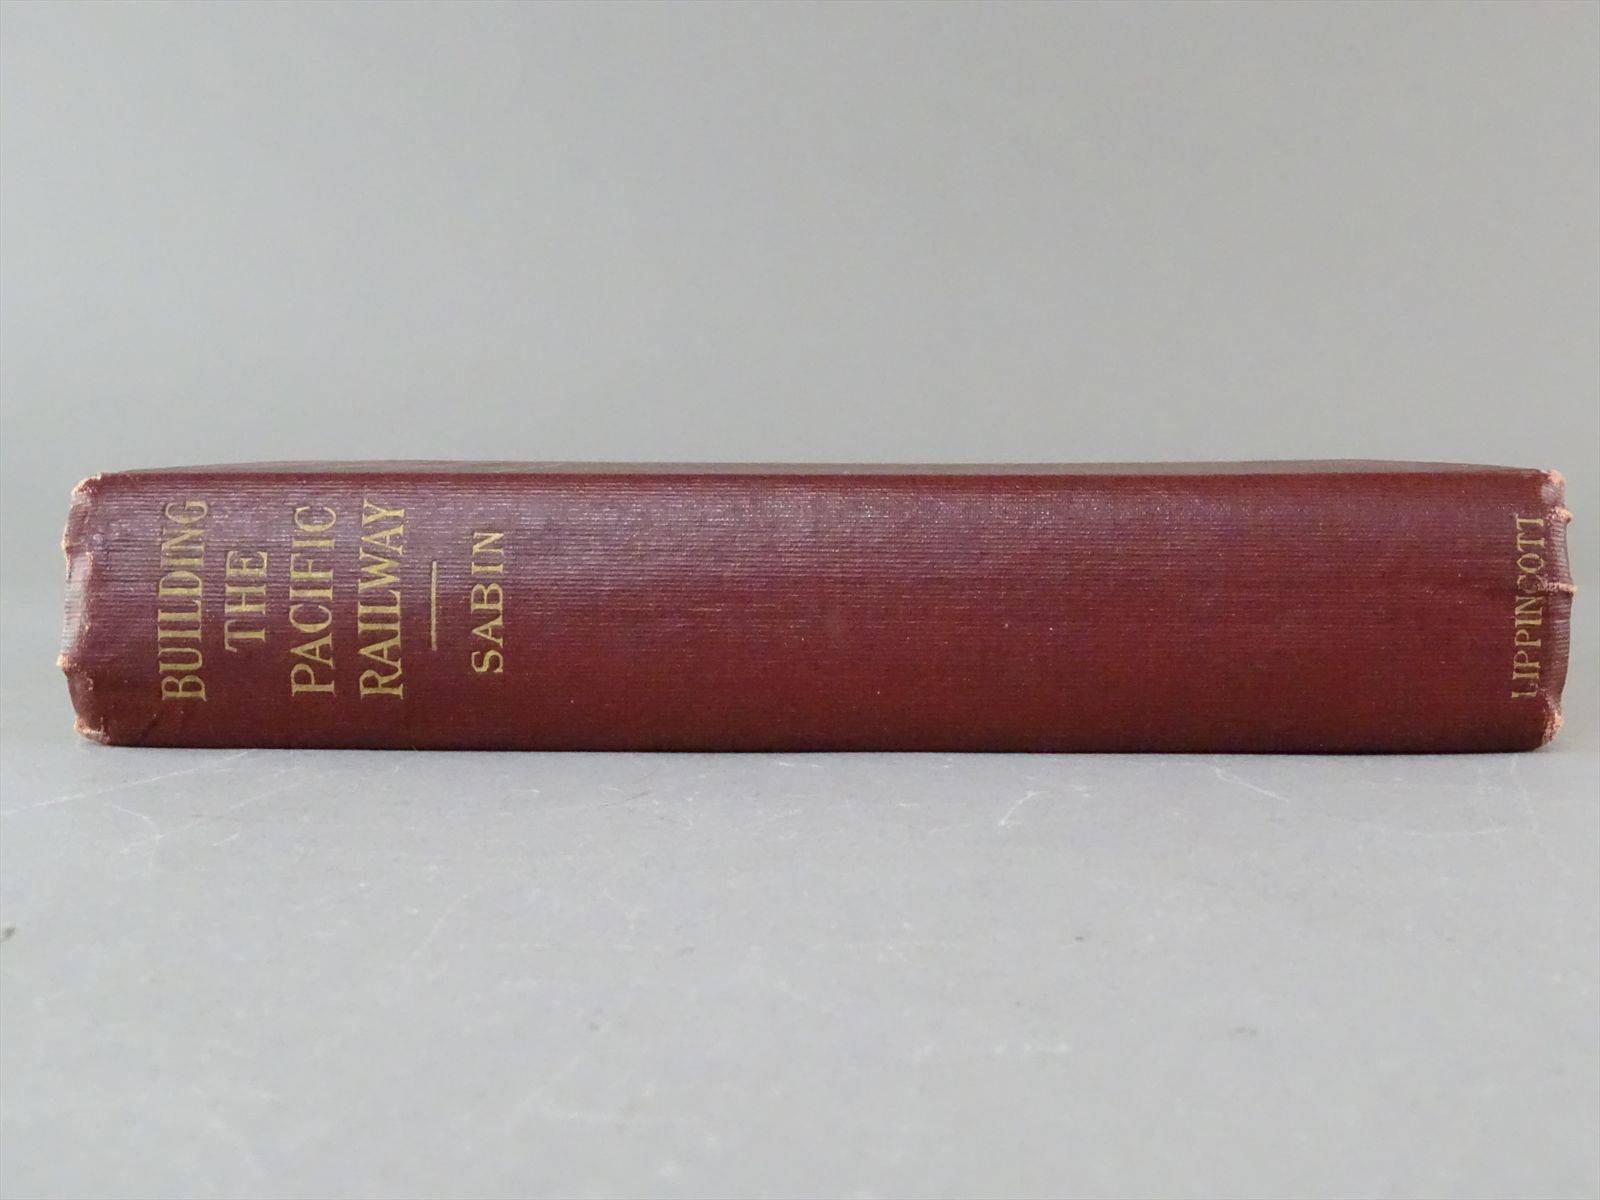 BUILDING
THE
PACIFIC
RAILWAY
SABIN
LIPPINCOTT